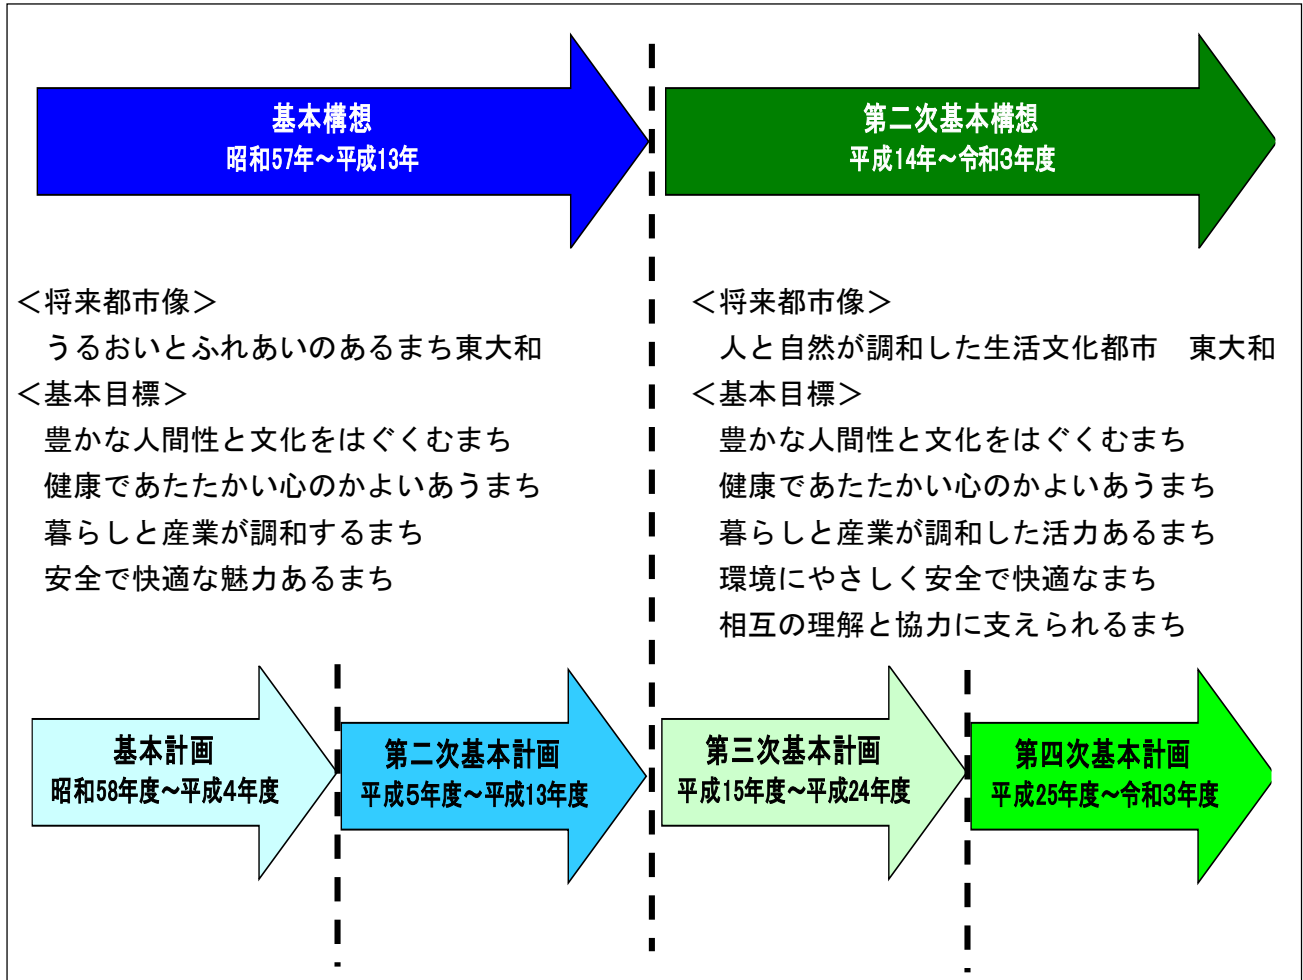 基本構想
昭和57年～平成13年
第二次基本構想
平成14年～令和３年度
＜将来都市像＞
うるおいとふれあいのあるまち東大和
＜基本目標＞
豊かな人間性と文化をはぐくむまち
健康であたたかい心のかよいあうまち
暮らしと産業が調和するまち
安全で快適な魅力あるまち
＜将来都市像＞
人と自然が調和した生活文化都市　東大和
＜基本目標＞
豊かな人間性と文化をはぐくむまち
健康であたたかい心のかよいあうまち
暮らしと産業が調和した活力あるまち
環境にやさしく安全で快適なまち
相互の理解と協力に支えられるまち
基本計画
昭和58年度～平成４年度
第二次基本計画
平成５年度～平成13年度
第三次基本計画
平成15年度～平成24年度
第四次基本計画
平成25年度～令和３年度